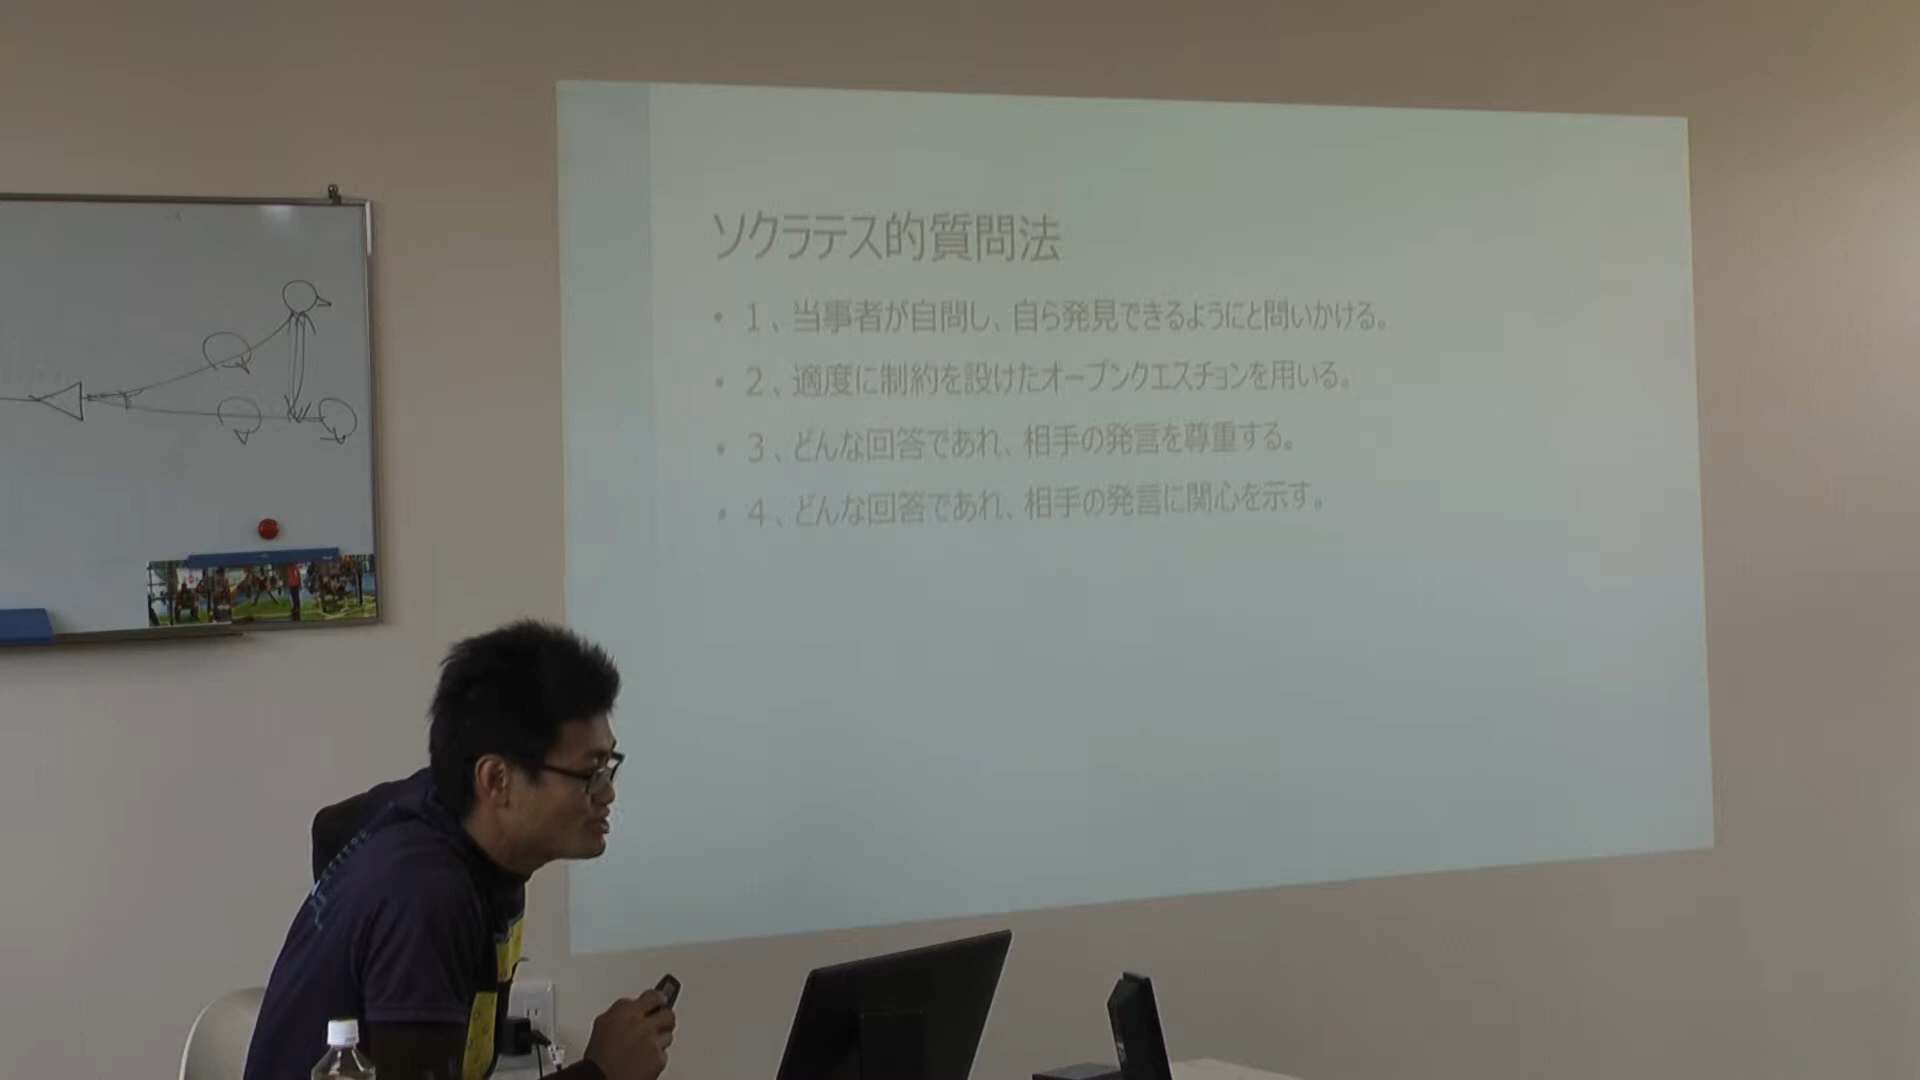 ソクラテス的質問法
• 1、当事者が自問し、自ら発見できるようにと問いかける。
• 2、適度に制約を設けたオープンクエスチョンを用いる。
• 3、どんな回答であれ、相手の発言を尊重する。
• 4、どんな回答であれ、相手の発言に関心を示す。